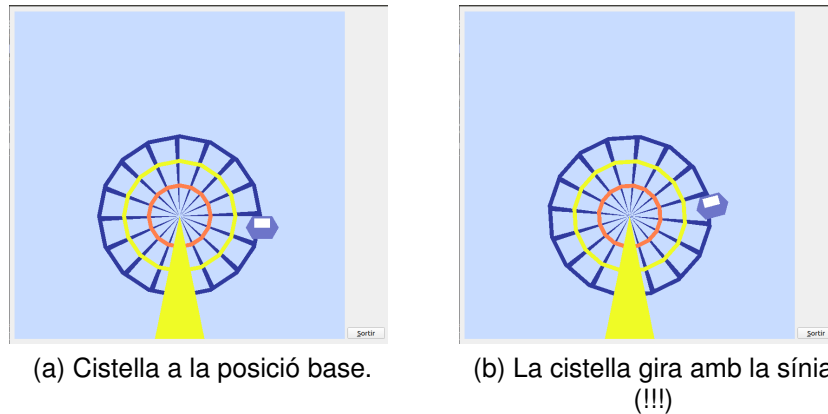 Sortir
Sortir
(a) Cistella a la posició base.
(b) La cistella gira amb la sínia
(!!!)